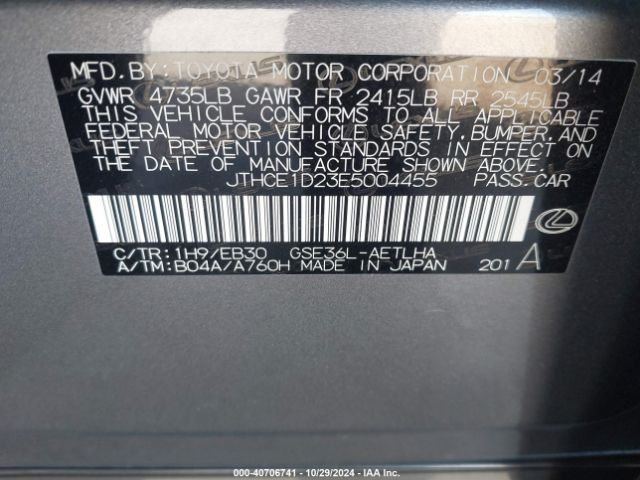 MFD. BY: TOYOTA MOTOR CORPORATION 03/14
GVWR 4735LB GAWR FR 2415LB RR 2545LB
THIS VEHICLE CONFORMS TO ALL APPLICABLE
FEDERAL MOTOR VEHICLE SAFETY, BUMPER, AND
THEFT PREVENTION STANDARDS IN EFFECT ON
THE DATE OF MANUFACTURE SHOWN ABOVE.
JTHCE1D23E5004455 PASS. CAR
C/TR: 1H9/EB30 GSE36L-AETLHA
A/TM: B04A/A760H MADE IN JAPAN 201 A
000-40706741 | 10/29/2024 | IAA Inc.